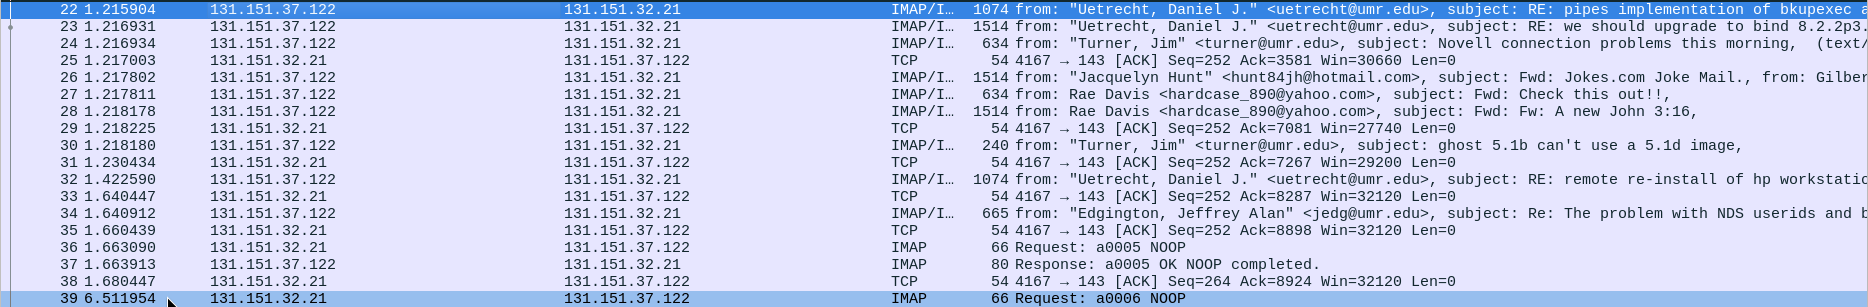 22 1.215904 131.151.37.122 131.151.32.21 IMAP/I… 1074 from: "Uetrecht, Daniel J." <uetrecht@umr.edu>, subject: RE: pipes implementation of bkupexec a
23 1.216931 131.151.37.122 131.151.32.21 IMAP/I… 1514 from: "Uetrecht, Daniel J." <uetrecht@umr.edu>, subject: RE: we should upgrade to bind 8.2.2p3.
24 1.216934 131.151.37.122 131.151.32.21 IMAP/I… 634 from: "Turner, Jim" <turner@umr.edu>, subject: Novell connection problems this morning,  (text/
25 1.217003 131.151.32.21 131.151.37.122 TCP 54 4167 → 143 [ACK] Seq=252 Ack=3581 Win=30660 Len=0
26 1.217802 131.151.37.122 131.151.32.21 IMAP/I… 1514 from: "Jacquelyn Hunt" <hunt84jh@hotmail.com>, subject: Fwd: Jokes.com Joke Mail., from: Gilber
27 1.217811 131.151.37.122 131.151.32.21 IMAP/I… 634 from: Rae Davis <hardcase_890@yahoo.com>, subject: Fwd: Check this out!!,
28 1.218178 131.151.37.122 131.151.32.21 IMAP/I… 1514 from: Rae Davis <hardcase_890@yahoo.com>, subject: Fwd: Fw: A new John 3:16,
29 1.218225 131.151.32.21 131.151.37.122 TCP 54 4167 → 143 [ACK] Seq=252 Ack=7081 Win=27740 Len=0
30 1.218180 131.151.37.122 131.151.32.21 IMAP/I… 240 from: "Turner, Jim" <turner@umr.edu>, subject: ghost 5.1b can't use a 5.1d image,
31 1.230434 131.151.32.21 131.151.37.122 TCP 54 4167 → 143 [ACK] Seq=252 Ack=7267 Win=29200 Len=0
32 1.422590 131.151.37.122 131.151.32.21 IMAP/I… 1074 from: "Uetrecht, Daniel J." <uetrecht@umr.edu>, subject: RE: remote re-install of hp workstatio
33 1.640447 131.151.32.21 131.151.37.122 TCP 54 4167 → 143 [ACK] Seq=252 Ack=8287 Win=32120 Len=0
34 1.640912 131.151.37.122 131.151.32.21 IMAP/I… 665 from: "Edgington, Jeffrey Alan" <jedg@umr.edu>, subject: Re: The problem with NDS userids and b
35 1.660439 131.151.32.21 131.151.37.122 TCP 54 4167 → 143 [ACK] Seq=252 Ack=8898 Win=32120 Len=0
36 1.663090 131.151.32.21 131.151.37.122 IMAP 66 Request: a0005 NOOP
37 1.663913 131.151.37.122 131.151.32.21 IMAP 80 Response: a0005 OK NOOP completed.
38 1.680447 131.151.32.21 131.151.37.122 TCP 54 4167 → 143 [ACK] Seq=264 Ack=8924 Win=32120 Len=0
39 6.511954 131.151.32.21 131.151.37.122 IMAP 66 Request: a0006 NOOP